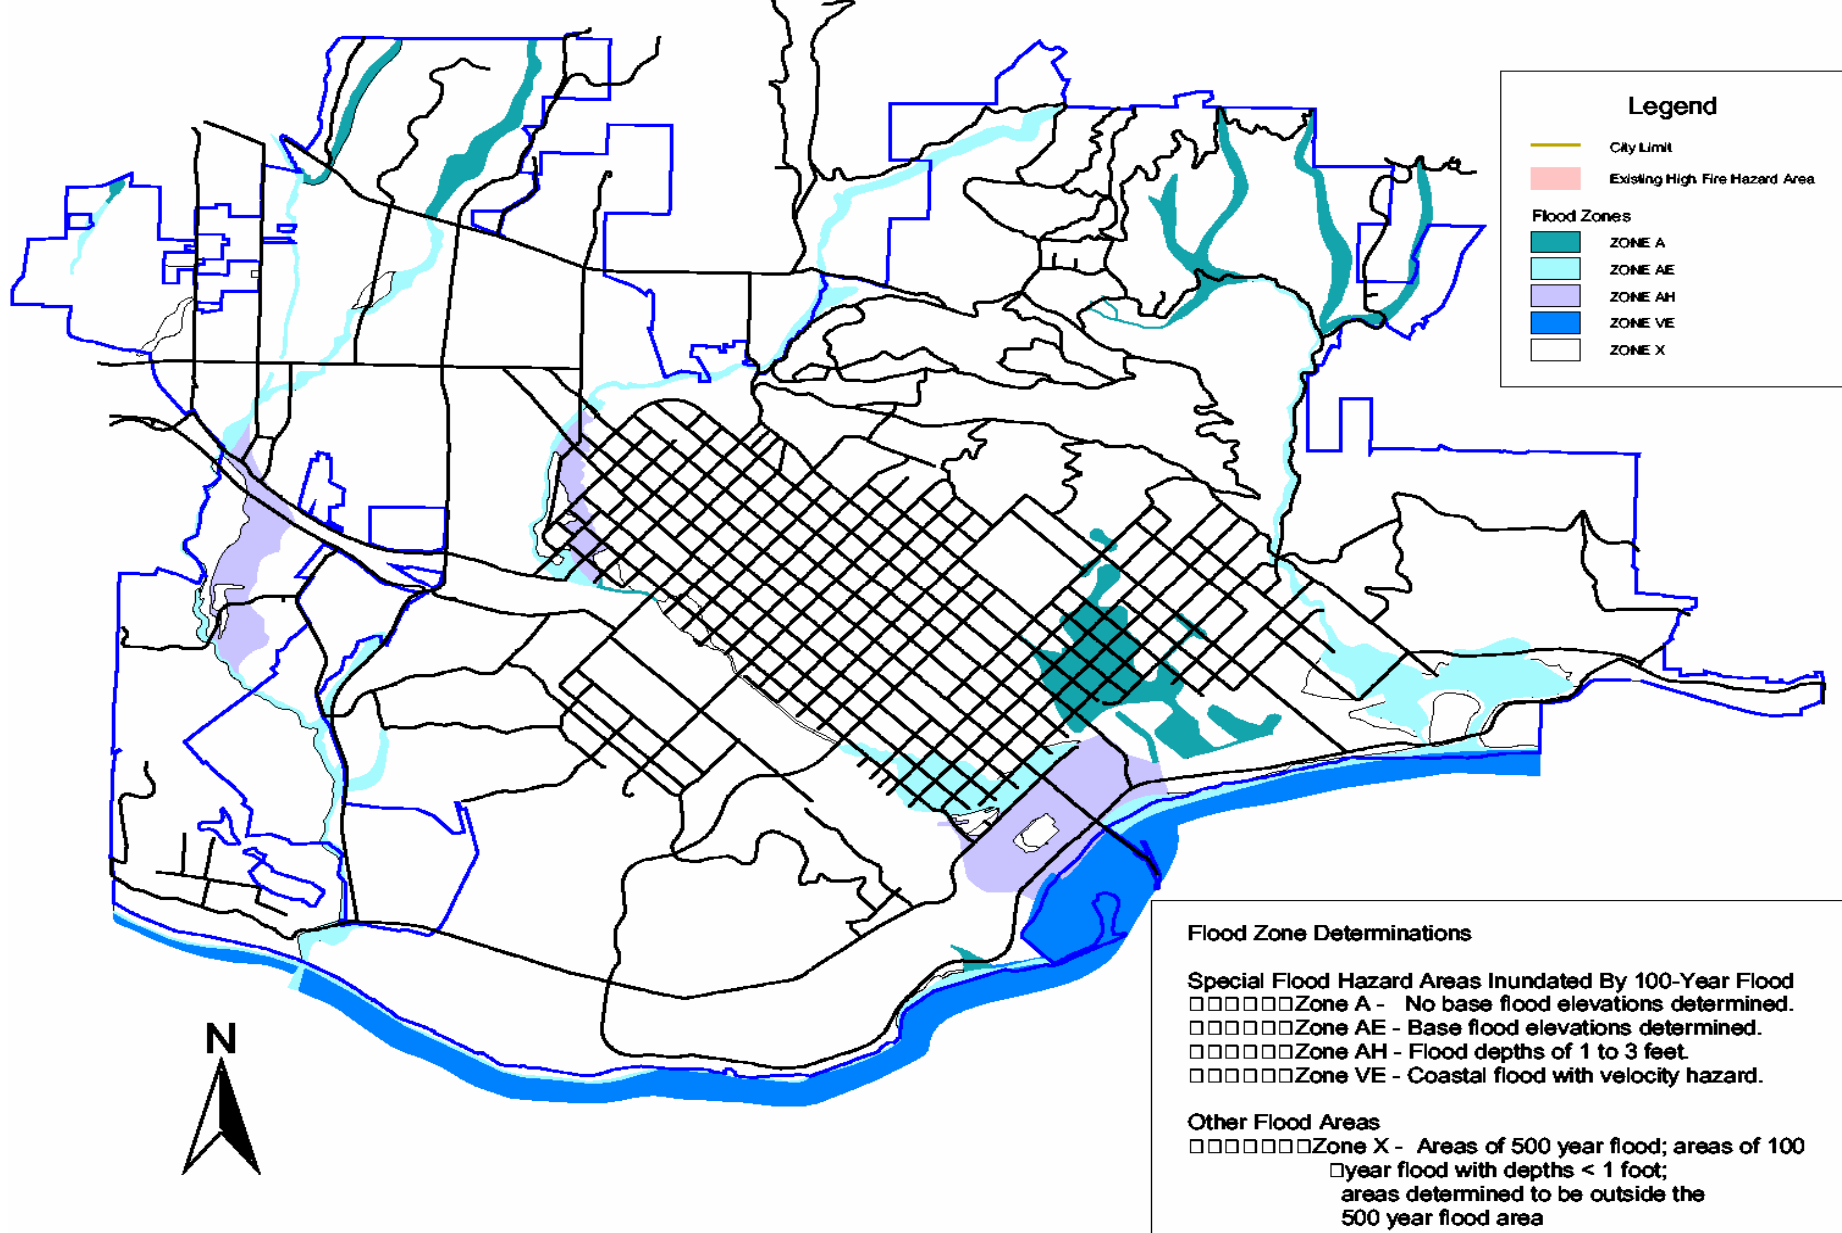 Legend
City Limit
Existing High Fire Hazard Area
Flood Zones
ZONE A
ZONE AE
ZONE AH
ZONE VE
ZONE X
N
Flood Zone Determinations
Special Flood Hazard Areas Inundated By 100-Year Flood
□□□□□□Zone A - No base flood elevations determined.
□□□□□□Zone AE - Base flood elevations determined.
□□□□□□Zone AH - Flood depths of 1 to 3 feet.
□□□□□□Zone VE - Coastal flood with velocity hazard.
Other Flood Areas
□□□□□□□Zone X - Areas of 500 year flood; areas of 100
□year flood with depths < 1 foot;
areas determined to be outside the
500 year flood area